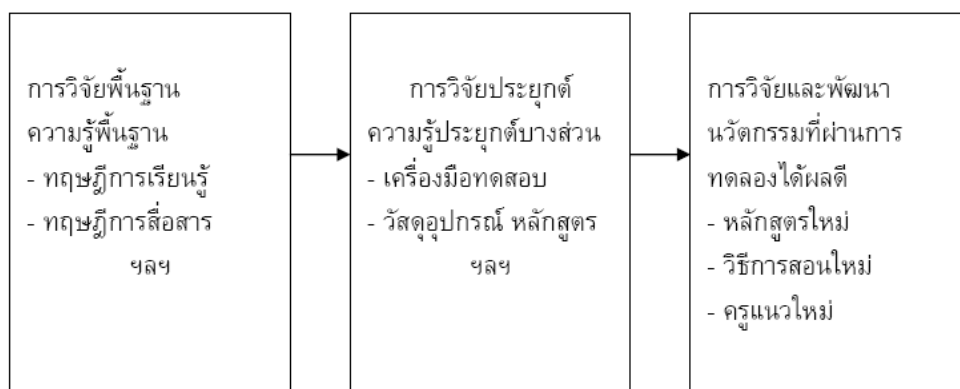 การวิจัยพื้นฐาน
ความรู้พื้นฐาน
- ทฤษฎีการเรียนรู้
- ทฤษฎีการสื่อสาร
ฯลฯ
การวิจัยประยุกต์
ความรู้ประยุกต์บางส่วน
- เครื่องมือทดสอบ
- วัสดุอุปกรณ์ หลักสูตร
ฯลฯ
การวิจัยและพัฒนา
นวัตกรรมที่ผ่านการ
ทดลองได้ผลดี
- หลักสูตรใหม่
- วิธีการสอนใหม่
- ครูแนวใหม่